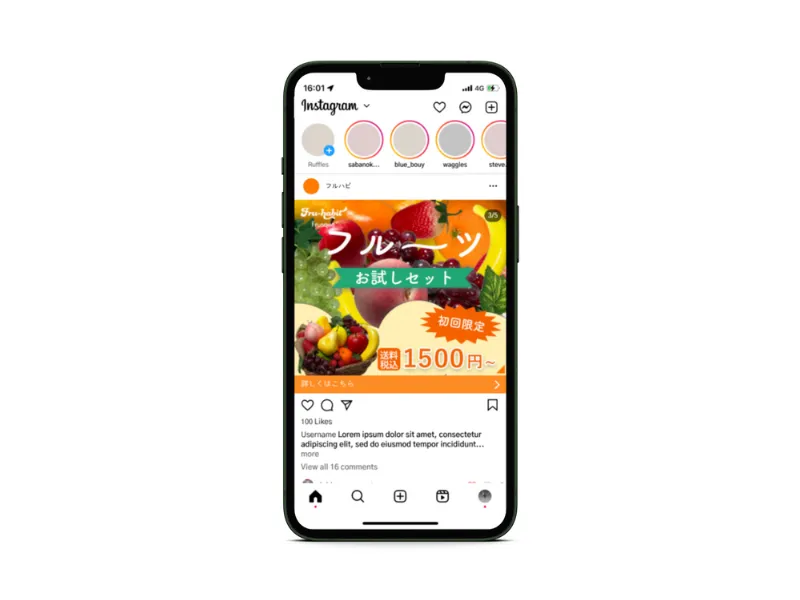 16:01
4G
Instagram
Ruffles
sabanok...
blue_bouy
waggles
steve
フルハビ
Fru-habit
3/5
フルーツ
お試しセット
初回限定
送料
税込
1500円~
詳しくはこちら
100 Likes
Username Lorem ipsum dolor sit amet, consectetur
adipiscing elit, sed do eiusmod tempor incididunt...
more
View all 16 comments